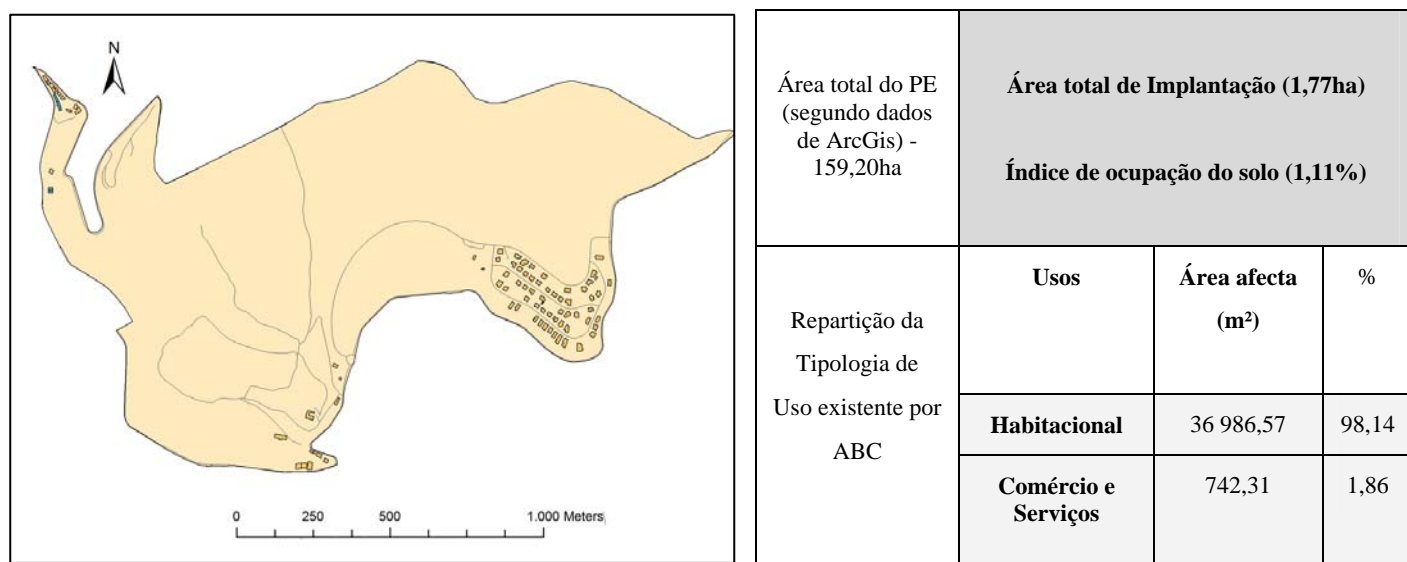 N
0 250 500 1.000 Meters
Área total do PE
(segundo dados
de ArcGis) -
159,20ha
Área total de Implantação (1,77ha)
Índice de ocupação do solo (1,11%)
Repartição da
Tipologia de
Uso existente por
ABC
Usos
Área afecta
(m²)
%
Habitacional
36 986,57
98,14
Comércio e
Serviços
742,31
1,86